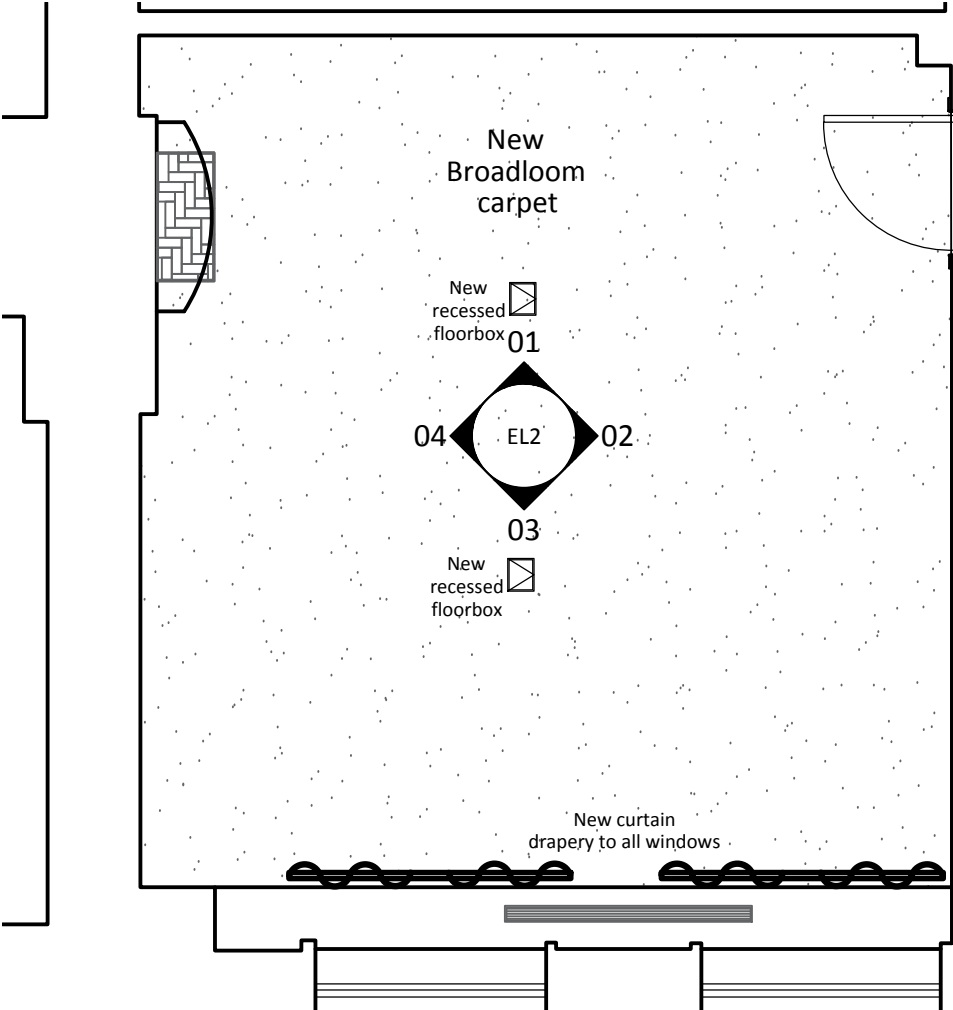 New
Broadloom
carpet
New
recessed
floorbox
01
04
EL2
02
03
New
recessed
floorbox
New curtain
drapery to all windows